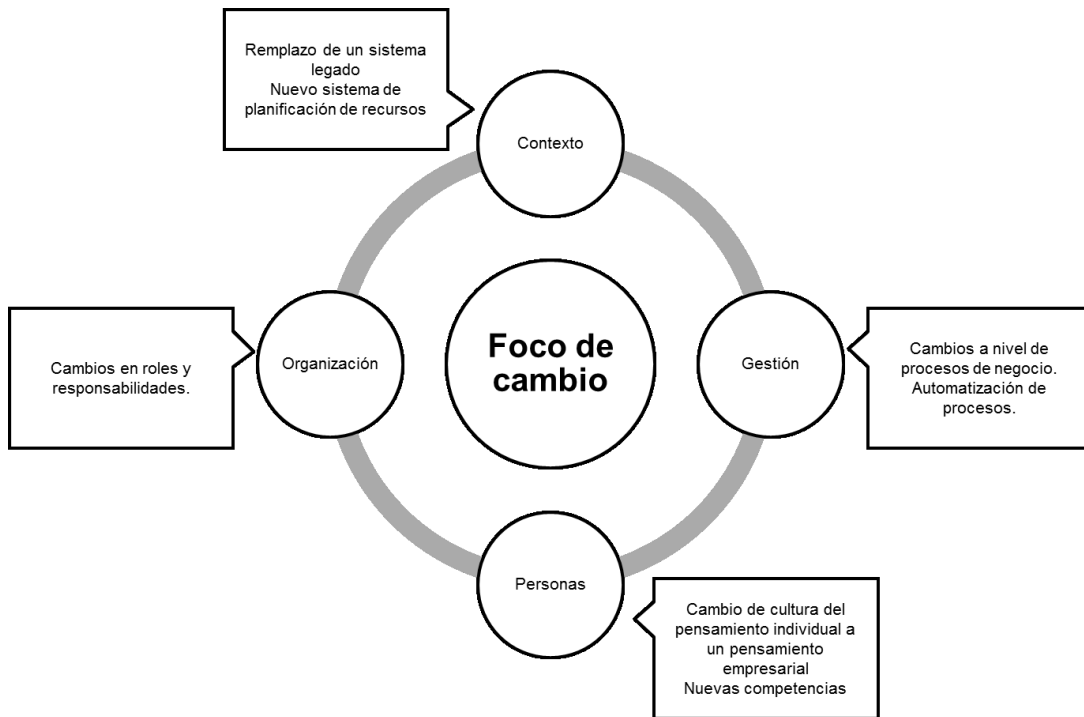 Remplazo de un sistema
legado
Nuevo sistema de
planificación de recursos
Contexto
Cambios en roles y
responsabilidades.
Organización
Foco de
cambio
Gestión
Cambios a nivel de
procesos de negocio.
Automatización de
procesos.
Personas
Cambio de cultura del
pensamiento individual a
un pensamiento
empresarial
Nuevas competencias